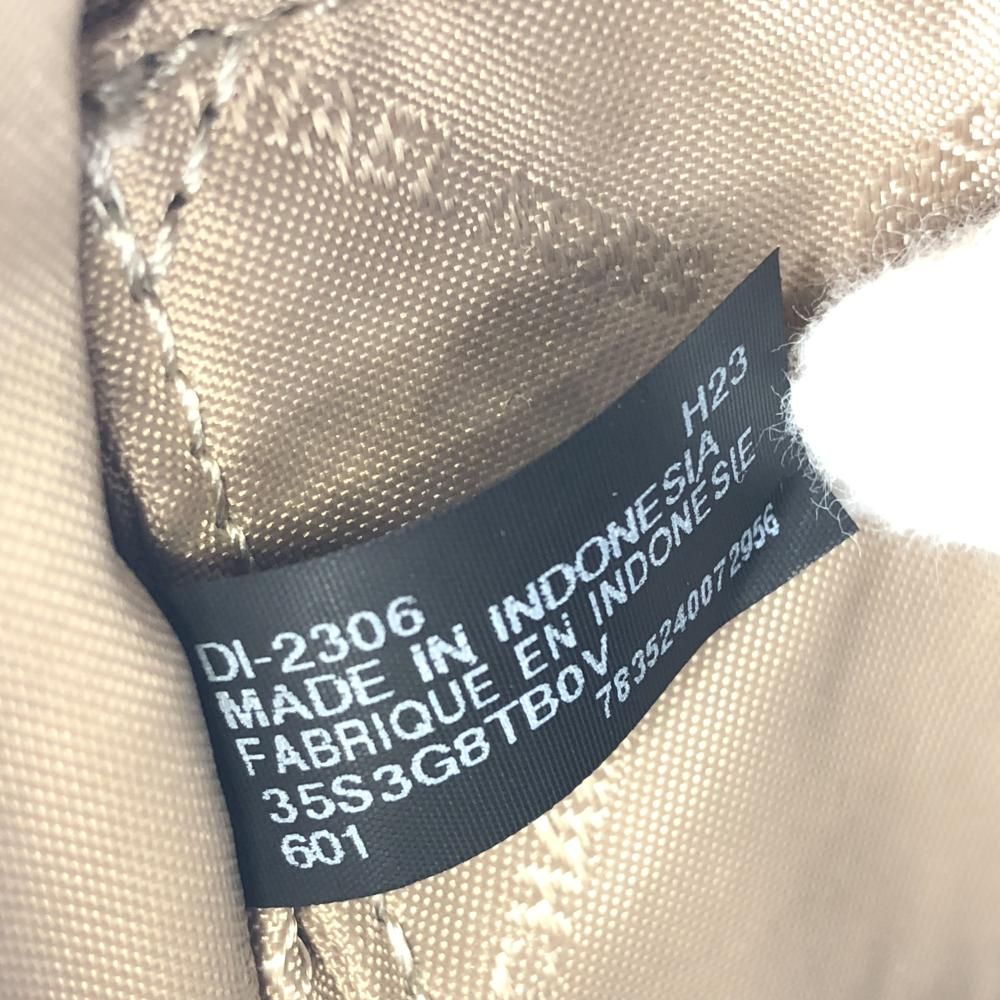 DI-2306 H23
MADE IN INDONESIA
FABRIQUE EN INDONESIE
35S3G8TB0V 7835240072956
601